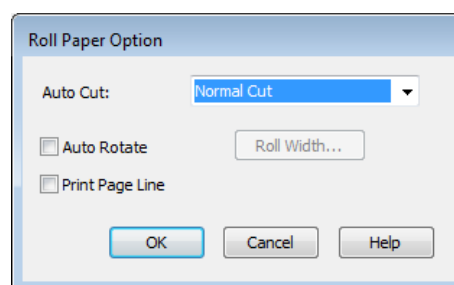 Roll Paper Option
Auto Cut: Normal Cut
Auto Rotate Roll Width...
Print Page Line
OK Cancel Help